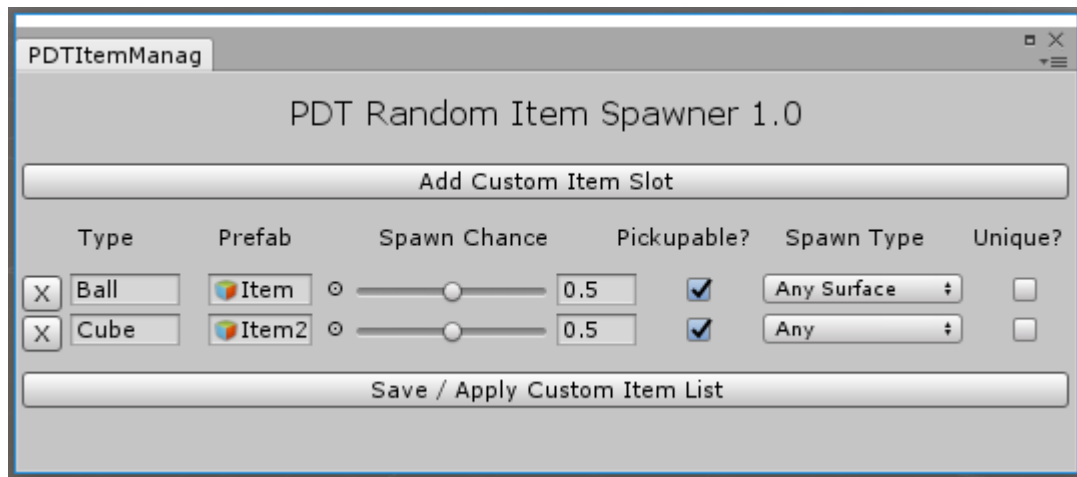 PDTItemManag
PDT Random Item Spawner 1.0
Add Custom Item Slot
Type Prefab Spawn Chance Pickupable? Spawn Type Unique?
X Ball Item 0.5 Any Surface
X Cube Item2 0.5 Any
Save / Apply Custom Item List